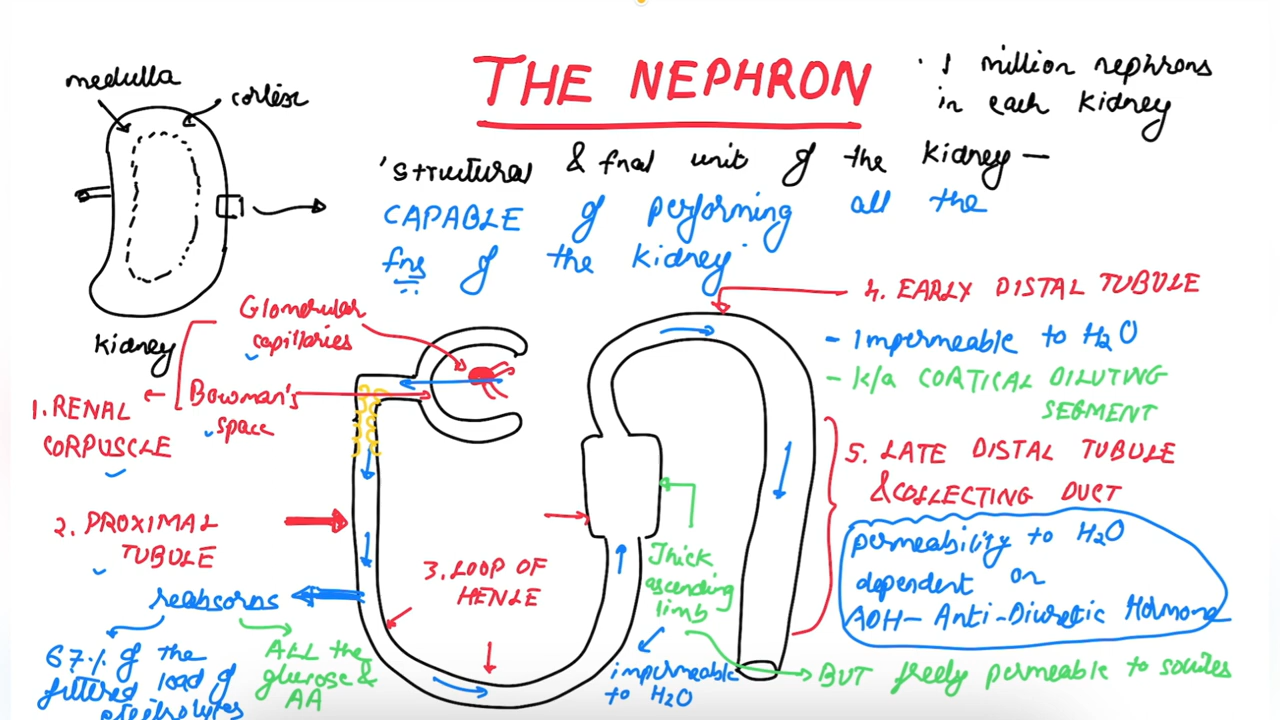 THE NEPHRON
· 1 million nephrons
in each kidney
medulla
cortex
kidney
'structural & fnal unit of the kidney —
CAPABLE of performing all the
fns of the kidney'
Glomerular
capillaries
Bowman's
space
1. RENAL
CORPUSCLE
2. PROXIMAL
TUBULE
reabsorbs
67% of the
filtered load of
electrolytes
ALL the
glucose &
AA
3. LOOP OF
HENLE
Thick
ascending
limb
impermeable
to H2O
BUT freely permeable to solutes
4. EARLY DISTAL TUBULE
- Impermeable to H2O
- k/a CORTICAL DILUTING
SEGMENT
5. LATE DISTAL TUBULE
& COLLECTING DUCT
permeability to H2O
dependent on
ADH - Anti-Diuretic Hormone